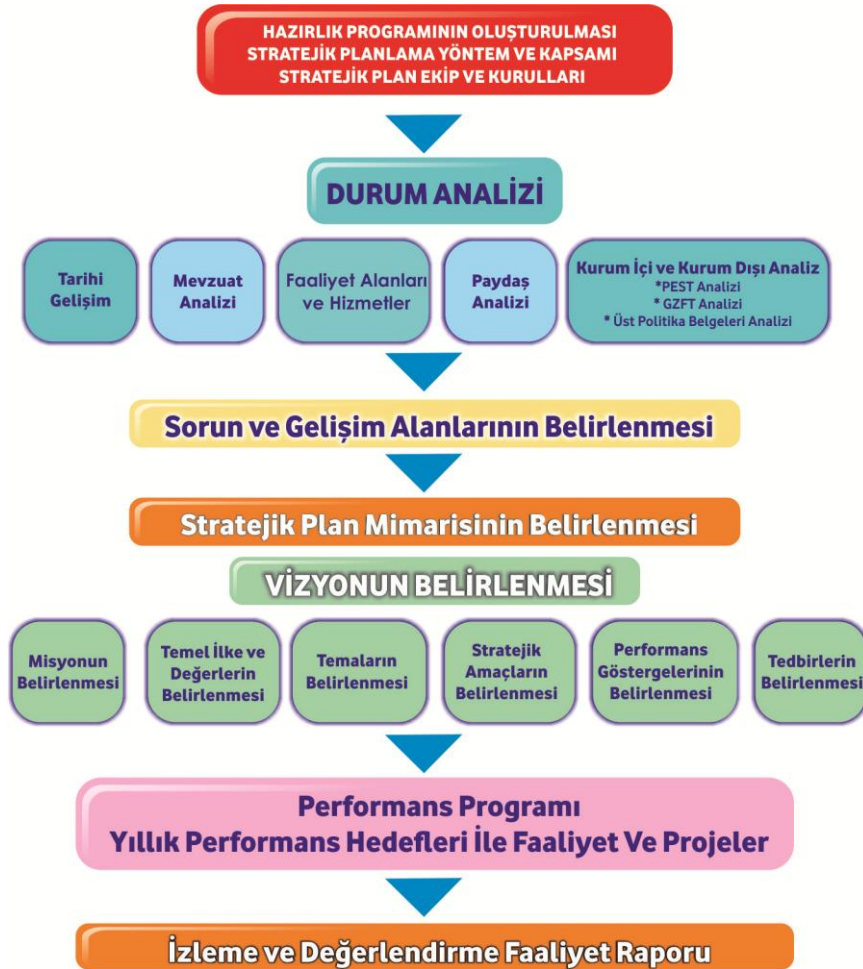 HAZIRLIK PROGRAMININ OLUŞTURULMASI
STRATEJİK PLANLAMA YÖNTEM VE KAPSAMI
STRATEJİK PLAN EKİP VE KURULLARI
DURUM ANALİZİ
Tarihi
Gelişim
Mevzuat
Analizi
Faaliyet Alanları
ve Hizmetler
Paydaş
Analizi
Kurum İçi ve Kurum Dışı Analiz
*PEST Analizi
* GZFT Analizi
* Üst Politika Belgeleri Analizi
Sorun ve Gelişim Alanlarının Belirlenmesi
Stratejik Plan Mimarisinin Belirlenmesi
VİZYONUN BELİRLENMESİ
Misyonun
Belirlenmesi
Temel İlke ve
Değerlerin
Belirlenmesi
Temaların
Belirlenmesi
Stratejik
Amaçların
Belirlenmesi
Performans
Göstergelerinin
Belirlenmesi
Tedbirlerin
Belirlenmesi
Performans Programı
Yıllık Performans Hedefleri İle Faaliyet Ve Projeler
İzleme ve Değerlendirme Faaliyet Raporu